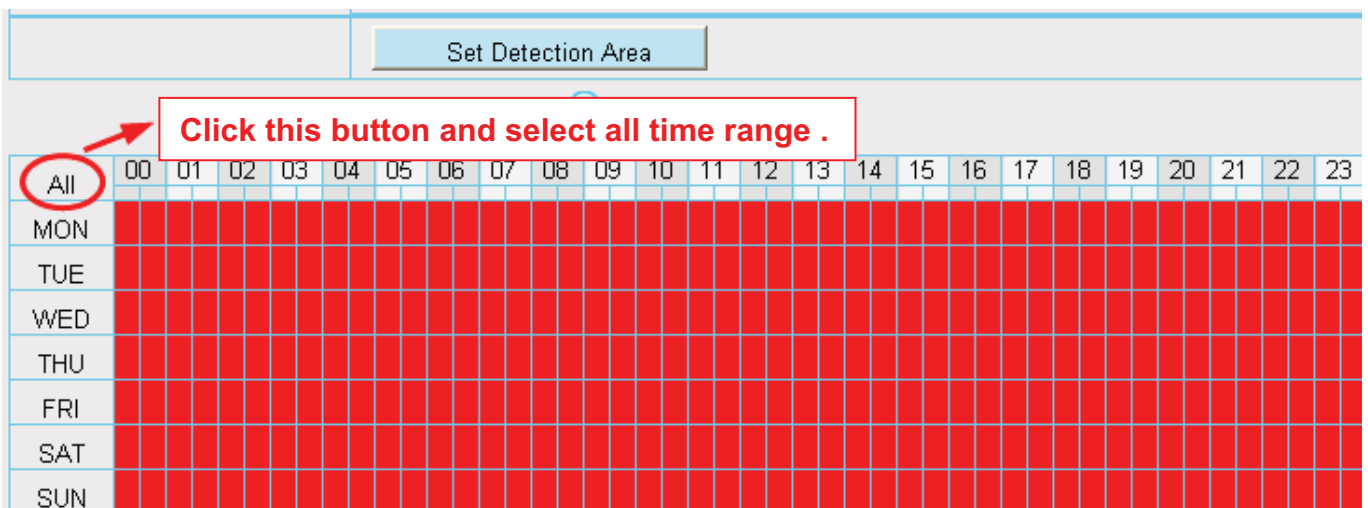 Set Detection Area
Click this button and select all time range .
All 00 01 02 03 04 05 06 07 08 09 10 11 12 13 14 15 16 17 18 19 20 21 22 23
MON
TUE
WED
THU
FRI
SAT
SUN